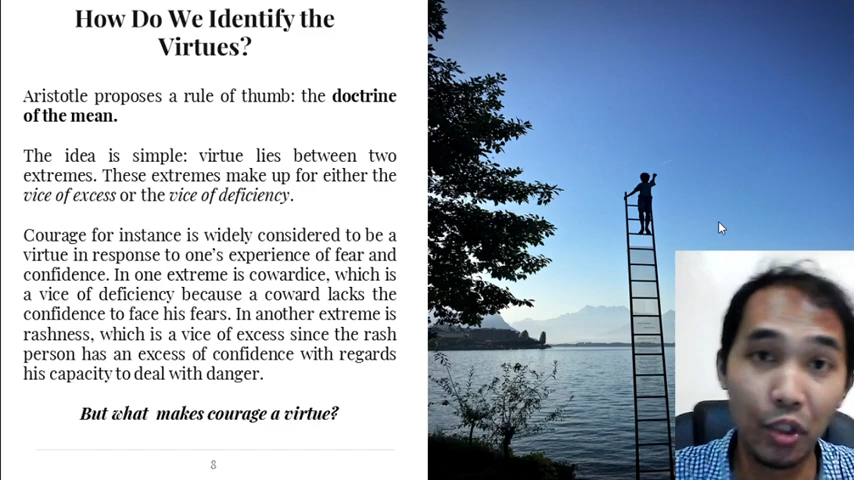 How Do We Identify the
Virtues?
Aristotle proposes a rule of thumb: the doctrine
of the mean.
The idea is simple: virtue lies between two
extremes. These extremes make up for either the
vice of excess or the vice of deficiency.
Courage for instance is widely considered to be a
virtue in response to one’s experience of fear and
confidence. In one extreme is cowardice, which is
a vice of deficiency because a coward lacks the
confidence to face his fears. In another extreme is
rashness, which is a vice of excess since the rash
person has an excess of confidence with regards
his capacity to deal with danger.
But what makes courage a virtue?
8